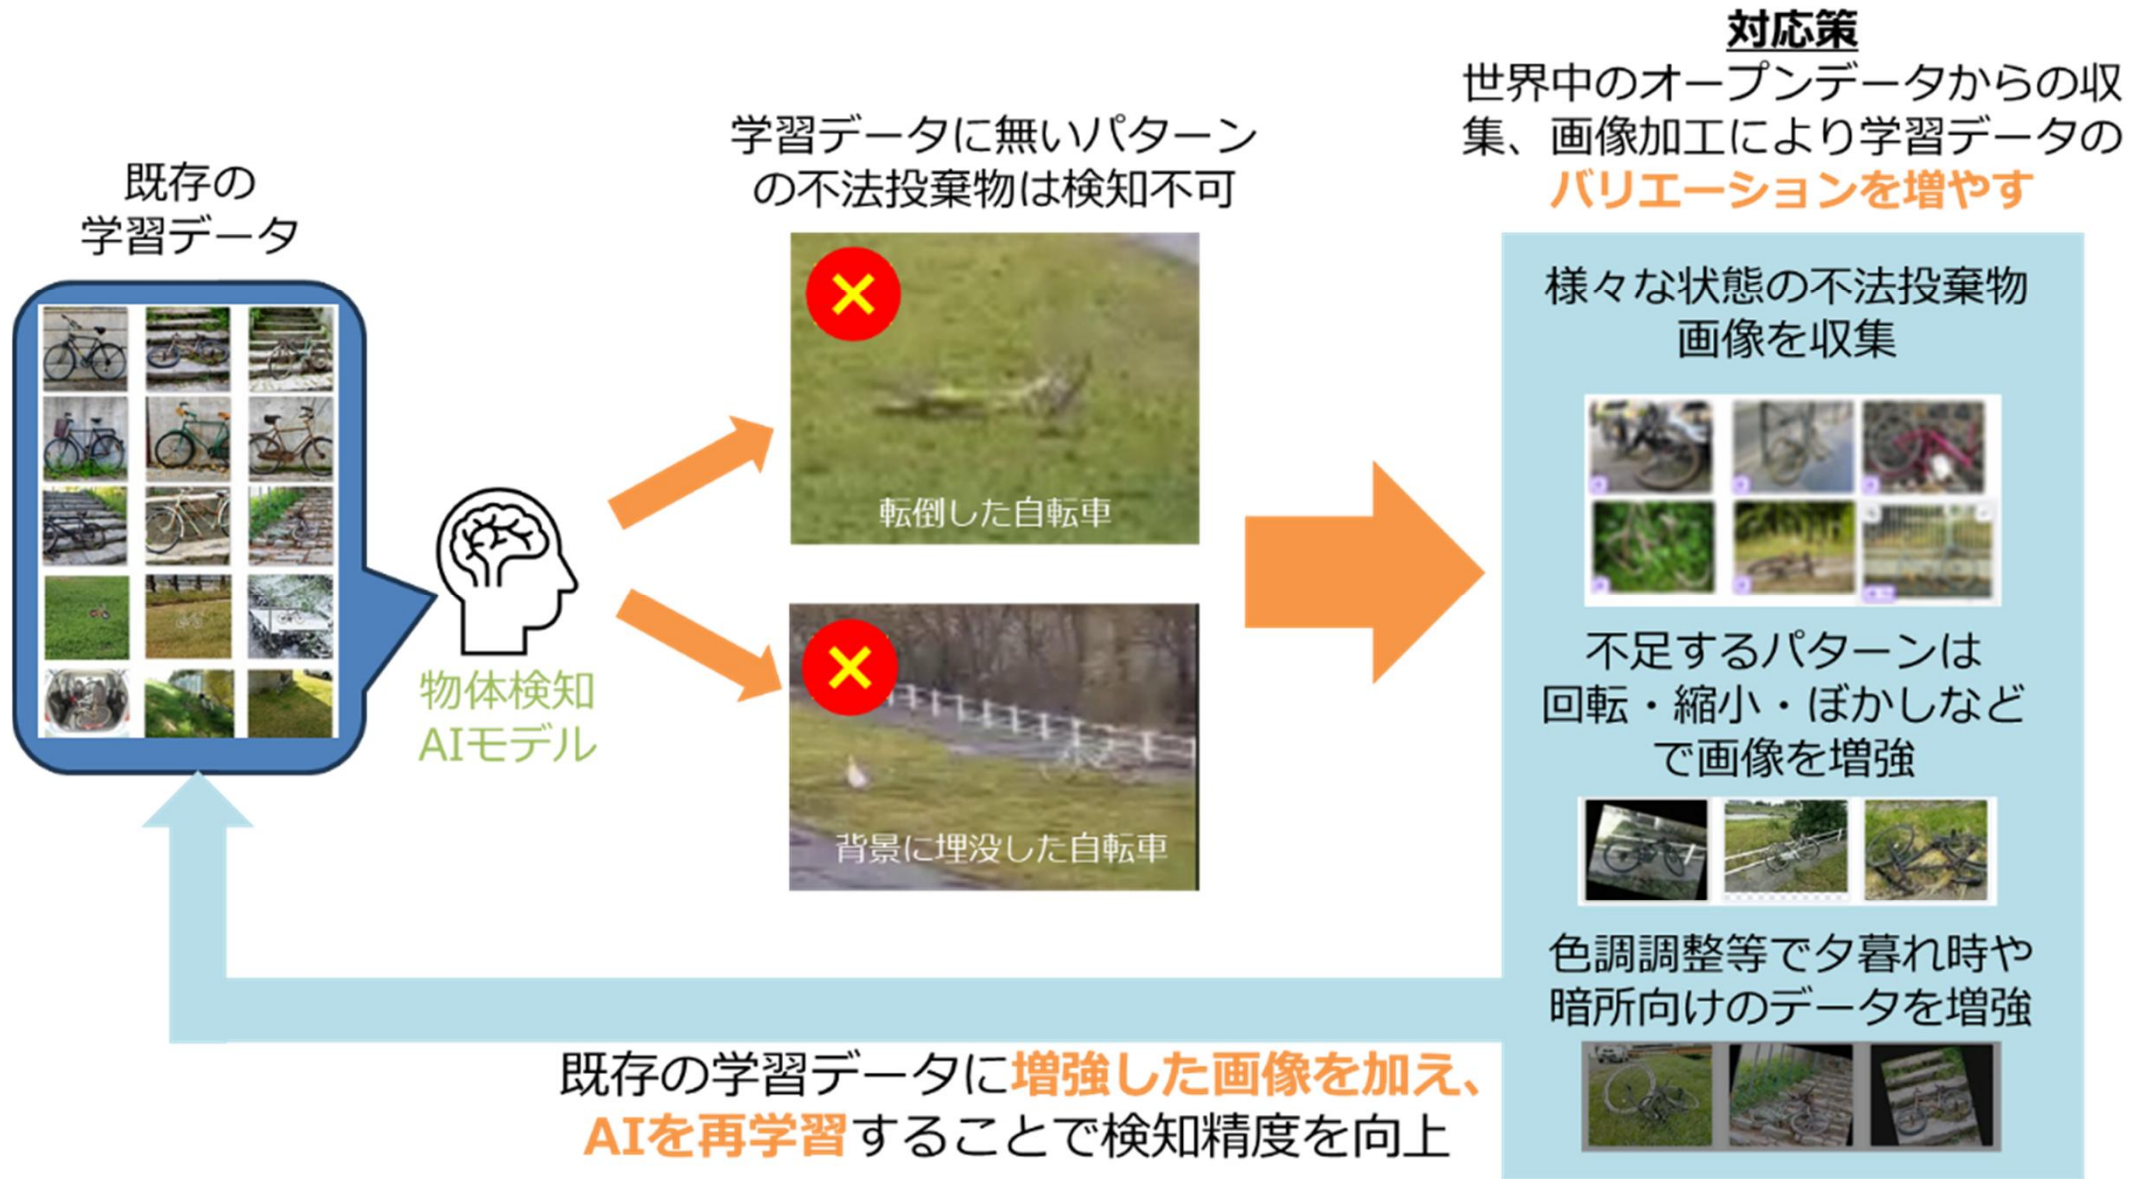 既存の
学習データ
物体検知
AIモデル
学習データに無いパターン
の不法投棄物は検知不可
転倒した自転車
背景に埋没した自転車
対応策
世界中のオープンデータからの収
集、画像加工により学習データの
バリエーションを増やす
様々な状態の不法投棄物
画像を収集
不足するパターンは
回転・縮小・ぼかしなど
で画像を増強
色調調整等で夕暮れ時や
暗所向けのデータを増強
既存の学習データに増強した画像を加え、
AIを再学習することで検知精度を向上